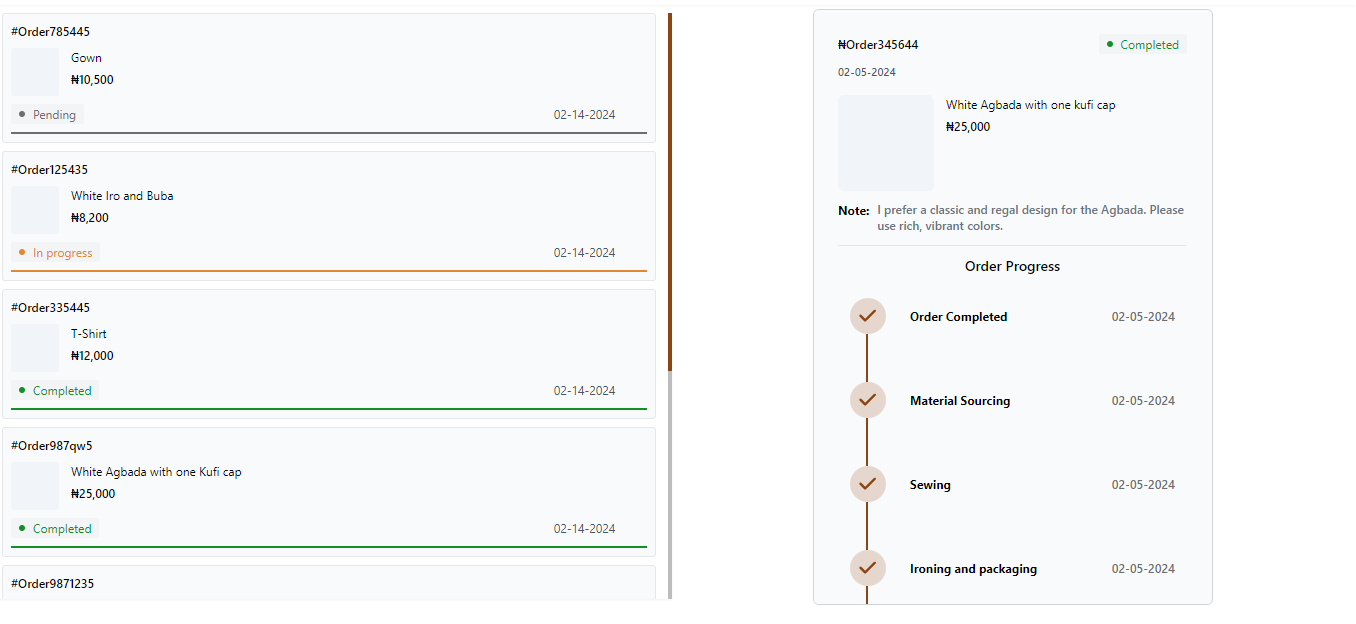 #Order785445
Gown
₦10,500
Pending
02-14-2024
#Order125435
White Iro and Buba
₦8,200
In progress
02-14-2024
#Order335445
T-Shirt
₦12,000
Completed
02-14-2024
#Order987qw5
White Agbada with one Kufi cap
₦25,000
Completed
02-14-2024
#Order9871235
₦Order345644
Completed
02-05-2024
White Agbada with one kufi cap
₦25,000
Note: I prefer a classic and regal design for the Agbada. Please
use rich, vibrant colors.
Order Progress
Order Completed
02-05-2024
Material Sourcing
02-05-2024
Sewing
02-05-2024
Ironing and packaging
02-05-2024